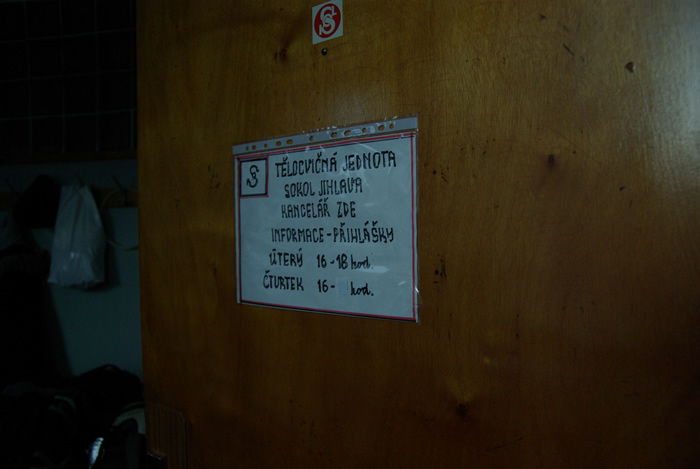 TĚLOCVIČNÁ JEDNOTA
SOKOL JIHLAVA
KANCELÁŘ ZDE
INFORMACE-PŘIHLÁŠKY
ÚTERÝ 16-18 hod.
ČTVRTEK 16- hod.